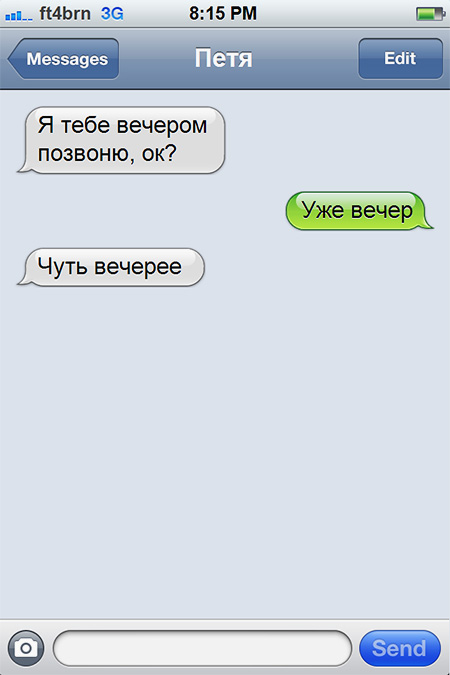 ft4brn 3G 8:15 PM
Messages Петя Edit
Я тебе вечером
позвоню, ок?
Уже вечер
Чуть вечерее
Send